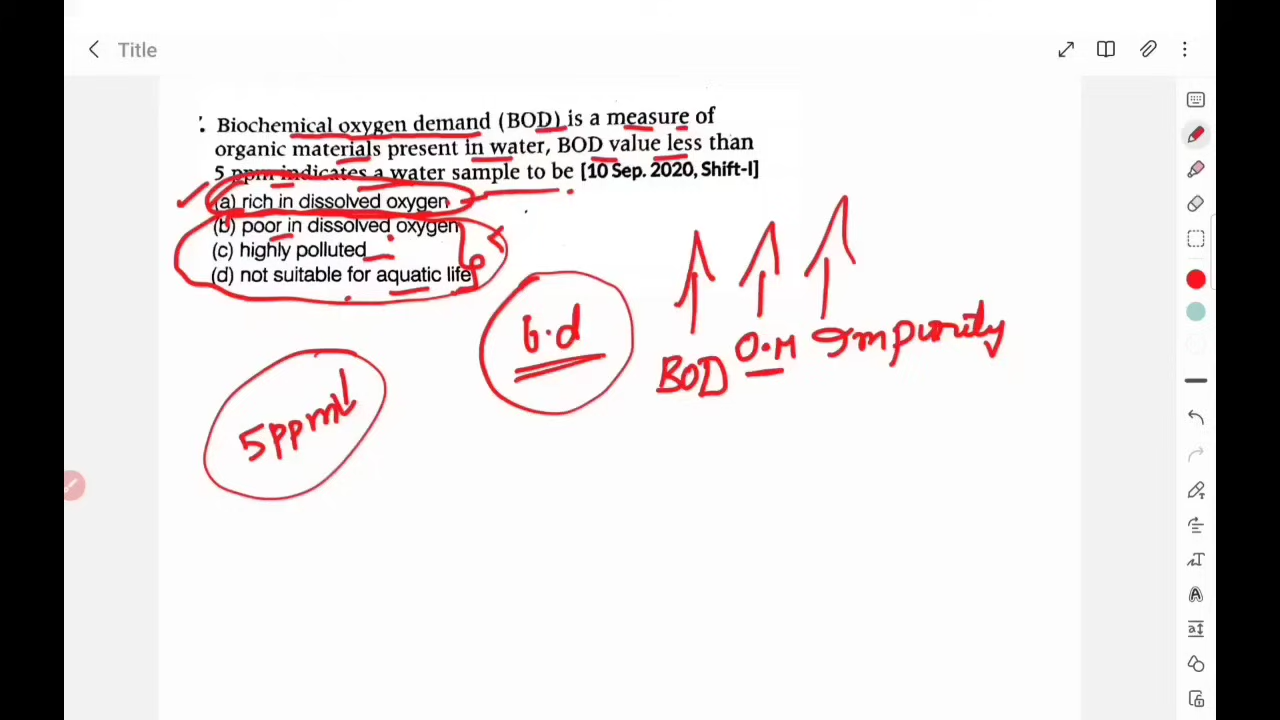 Title
. Biochemical oxygen demand (BOD) is a measure of
organic materials present in water, BOD value less than
5 ppm indicates a water sample to be [10 Sep. 2020, Shift-I]
(a) rich in dissolved oxygen
(b) poor in dissolved oxygen
(c) highly polluted
(d) not suitable for aquatic life
6.d
BOD O.M Impurity
5ppm↓